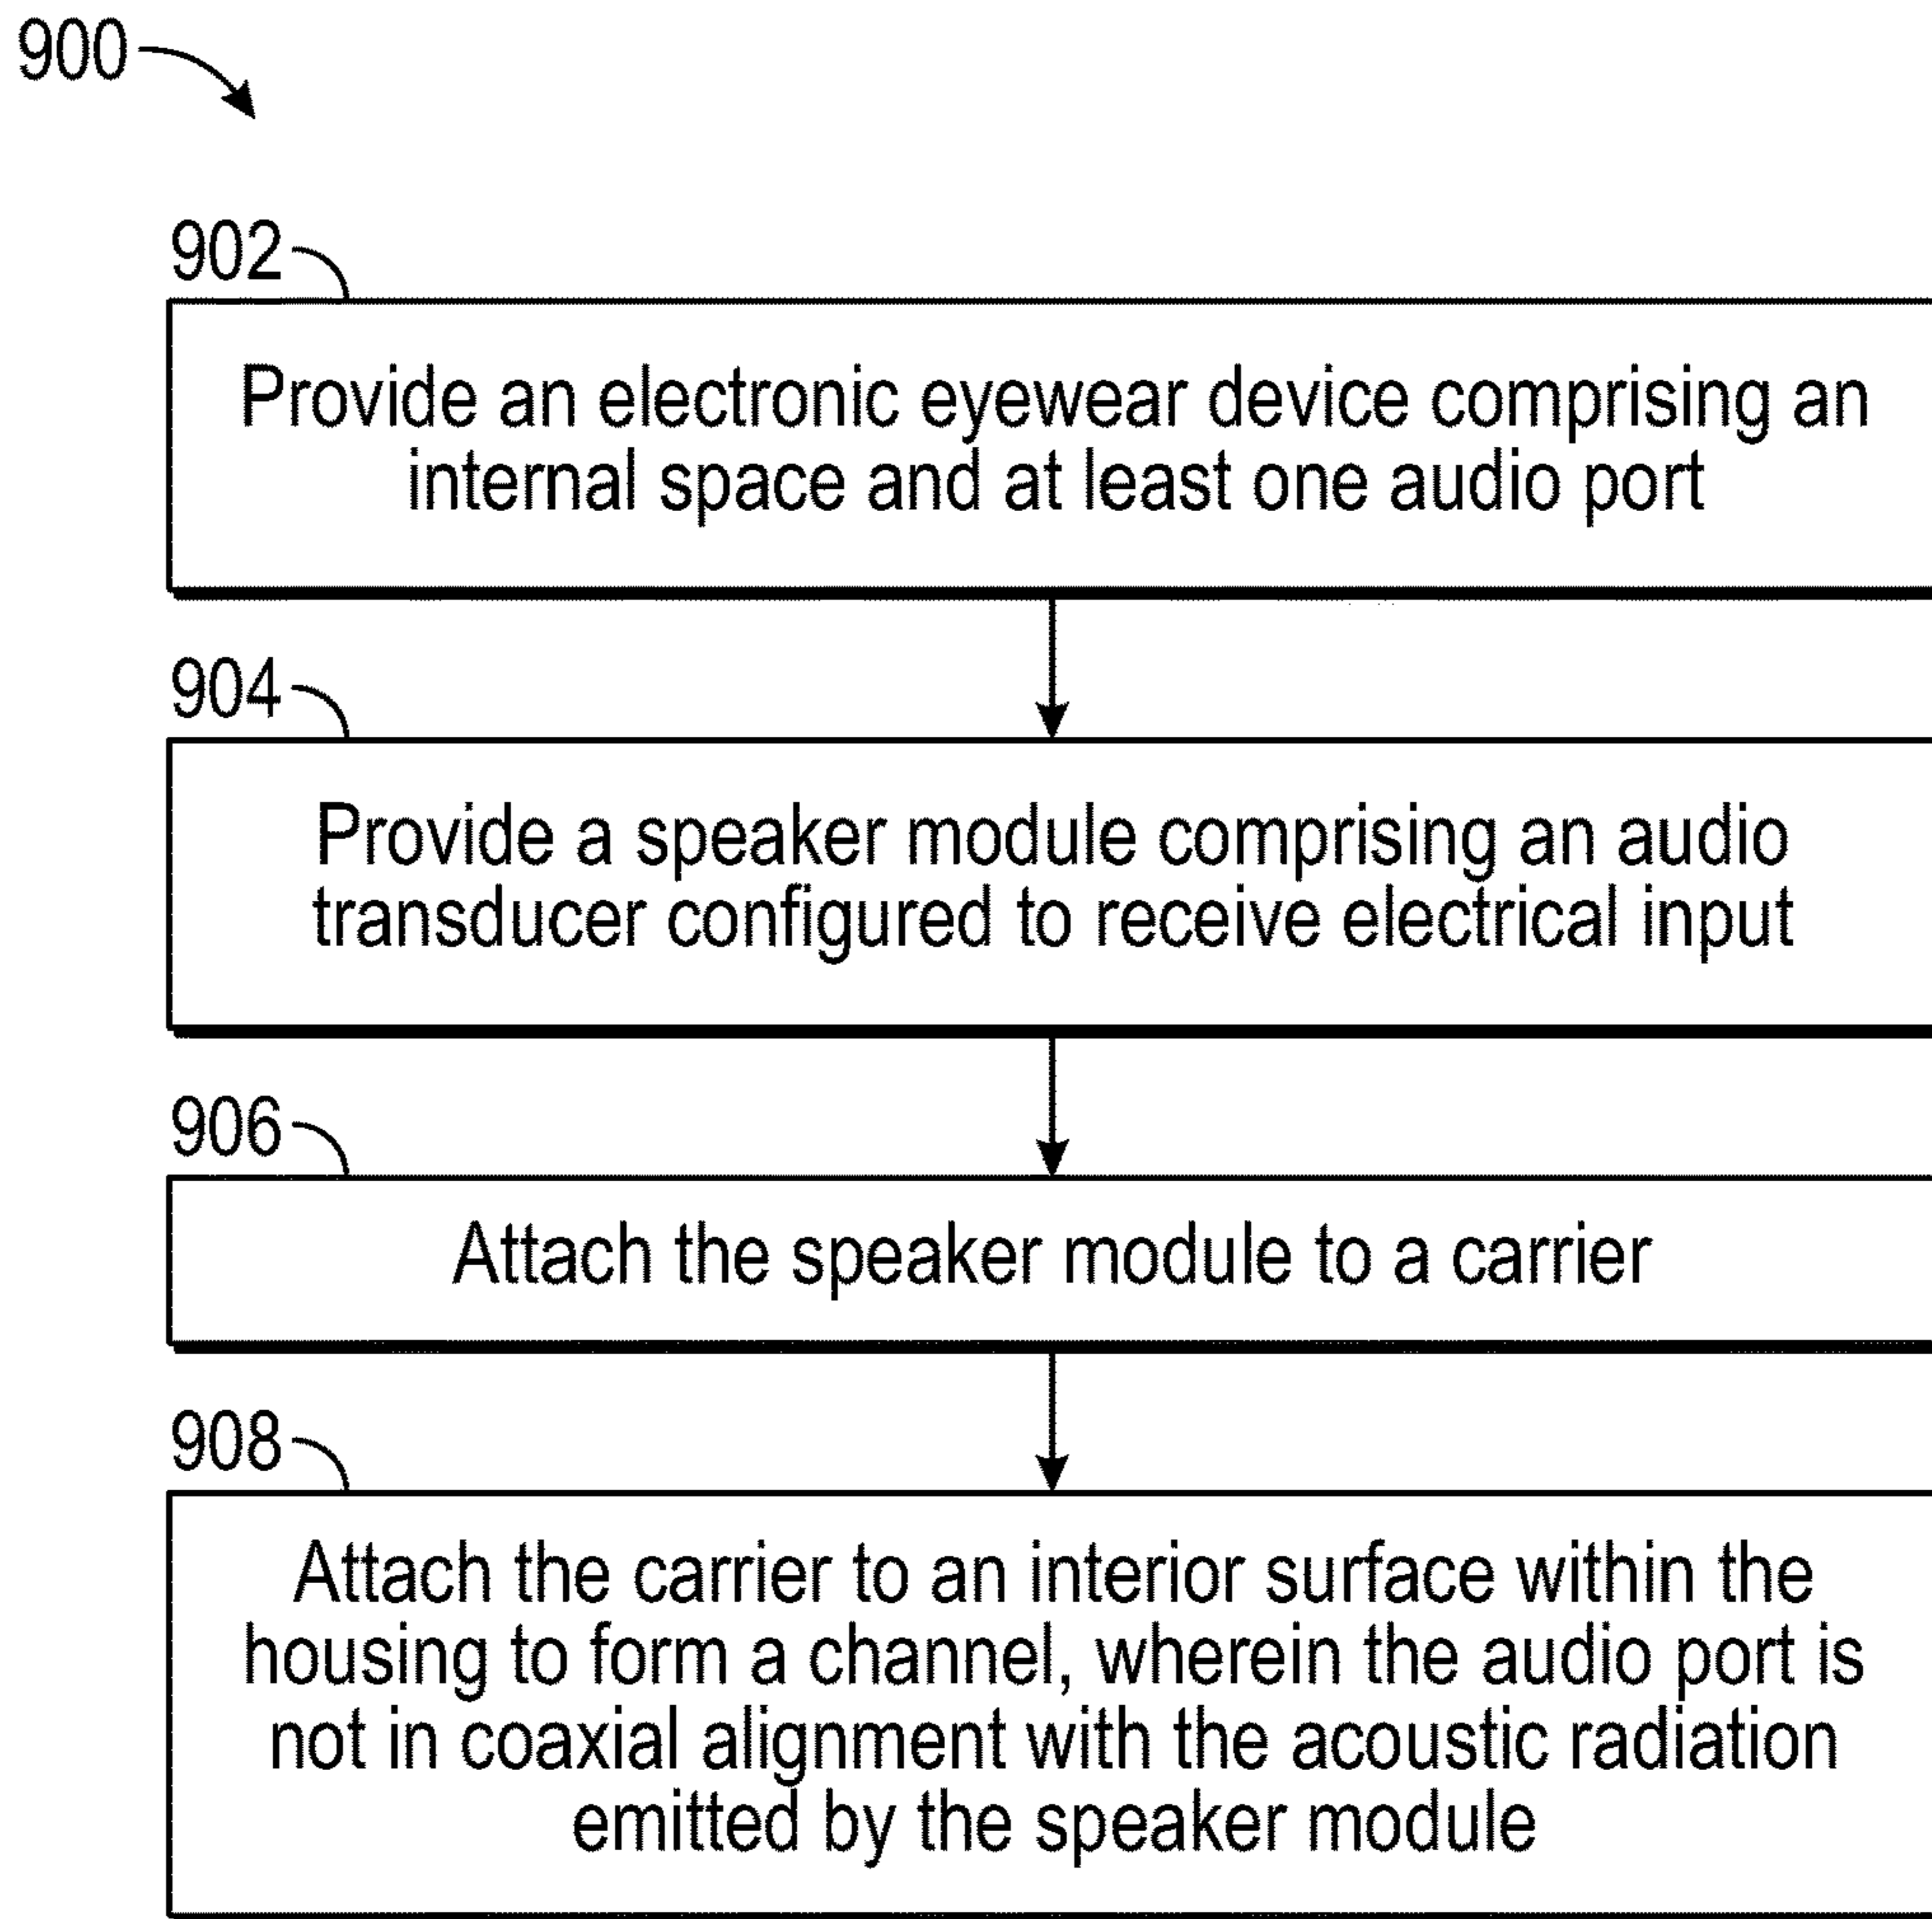 900
902
Provide an electronic eyewear device comprising an
internal space and at least one audio port
904
Provide a speaker module comprising an audio
transducer configured to receive electrical input
906
Attach the speaker module to a carrier
908
Attach the carrier to an interior surface within the
housing to form a channel, wherein the audio port is
not in coaxial alignment with the acoustic radiation
emitted by the speaker module